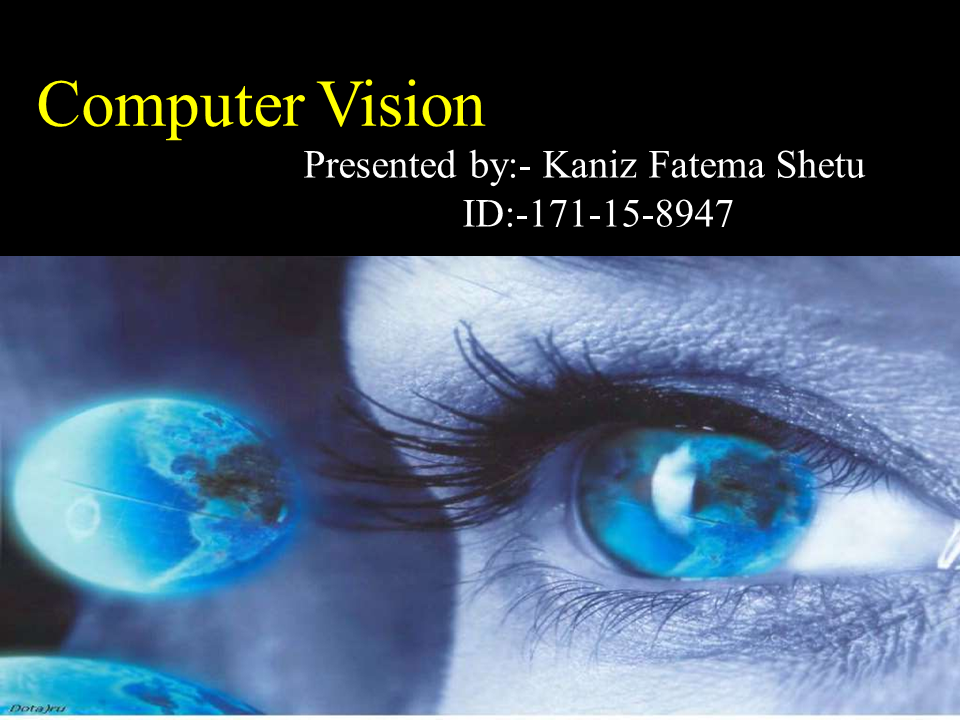 Computer Vision
Presented by:- Kaniz Fatema Shetu
ID:-171-15-8947